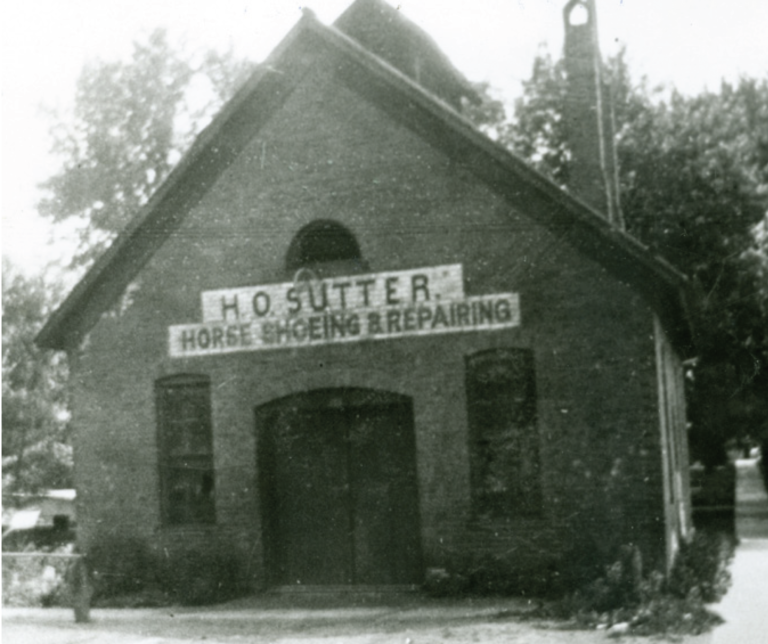 H.O. SUTTER.
HORSE SHOEING & REPAIRING